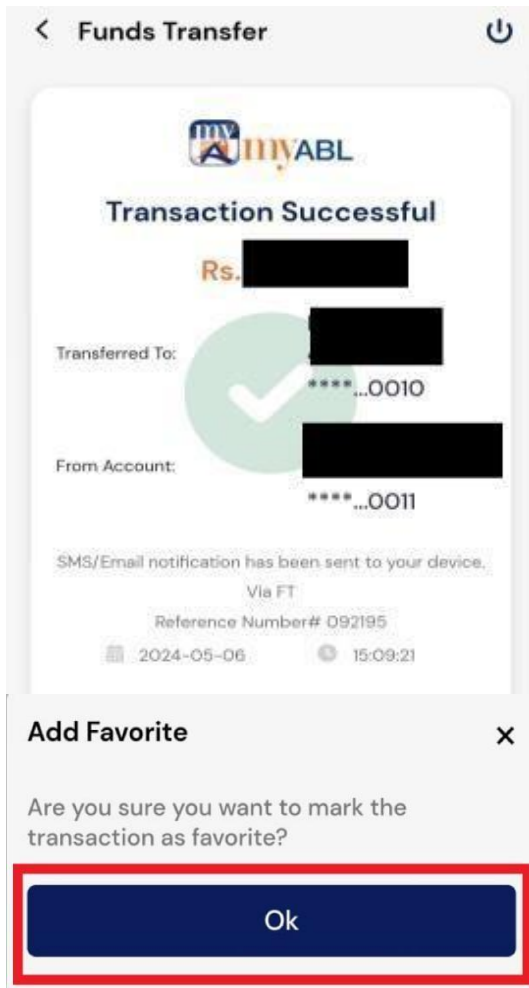 Funds Transfer
myABL
Transaction Successful
Rs.
Transferred To:
****...0010
From Account:
****...0011
SMS/Email notification has been sent to your device.
Via FT
Reference Number# 092195
2024-05-06 15:09:21
Add Favorite
Are you sure you want to mark the
transaction as favorite?
Ok